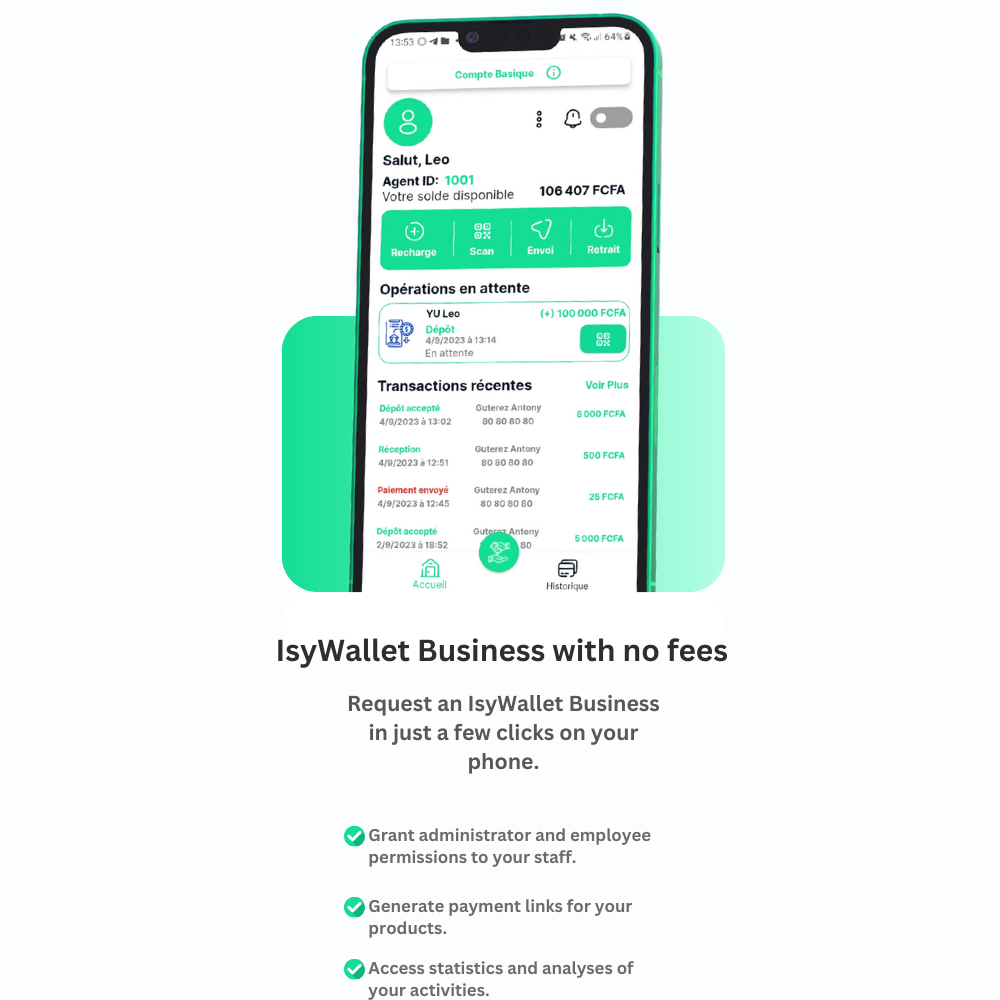 13:53
64%
Compte Basique
Salut, Leo
Agent ID: 1001
Votre solde disponible
106 407 FCFA
Recharge
Scan
Envoi
Retrait
Opérations en attente
YU Leo
(+) 100 000 FCFA
Dépôt
4/9/2023 à 13:14
En attente
Transactions récentes
Voir Plus
Dépôt accepté
Guterez Antony
8 000 FCFA
4/9/2023 à 13:02
80 80 80 80
Réception
Guterez Antony
500 FCFA
4/9/2023 à 12:51
80 80 80 80
Paiement envoyé
Guterez Antony
25 FCFA
4/9/2023 à 12:45
80 80 80 80
Dépôt accepté
Guterez Antony
5 000 FCFA
2/9/2023 à 18:52
80
Accueil
Historique
IsyWallet Business with no fees
Request an IsyWallet Business
in just a few clicks on your
phone.
Grant administrator and employee
permissions to your staff.
Generate payment links for your
products.
Access statistics and analyses of
your activities.